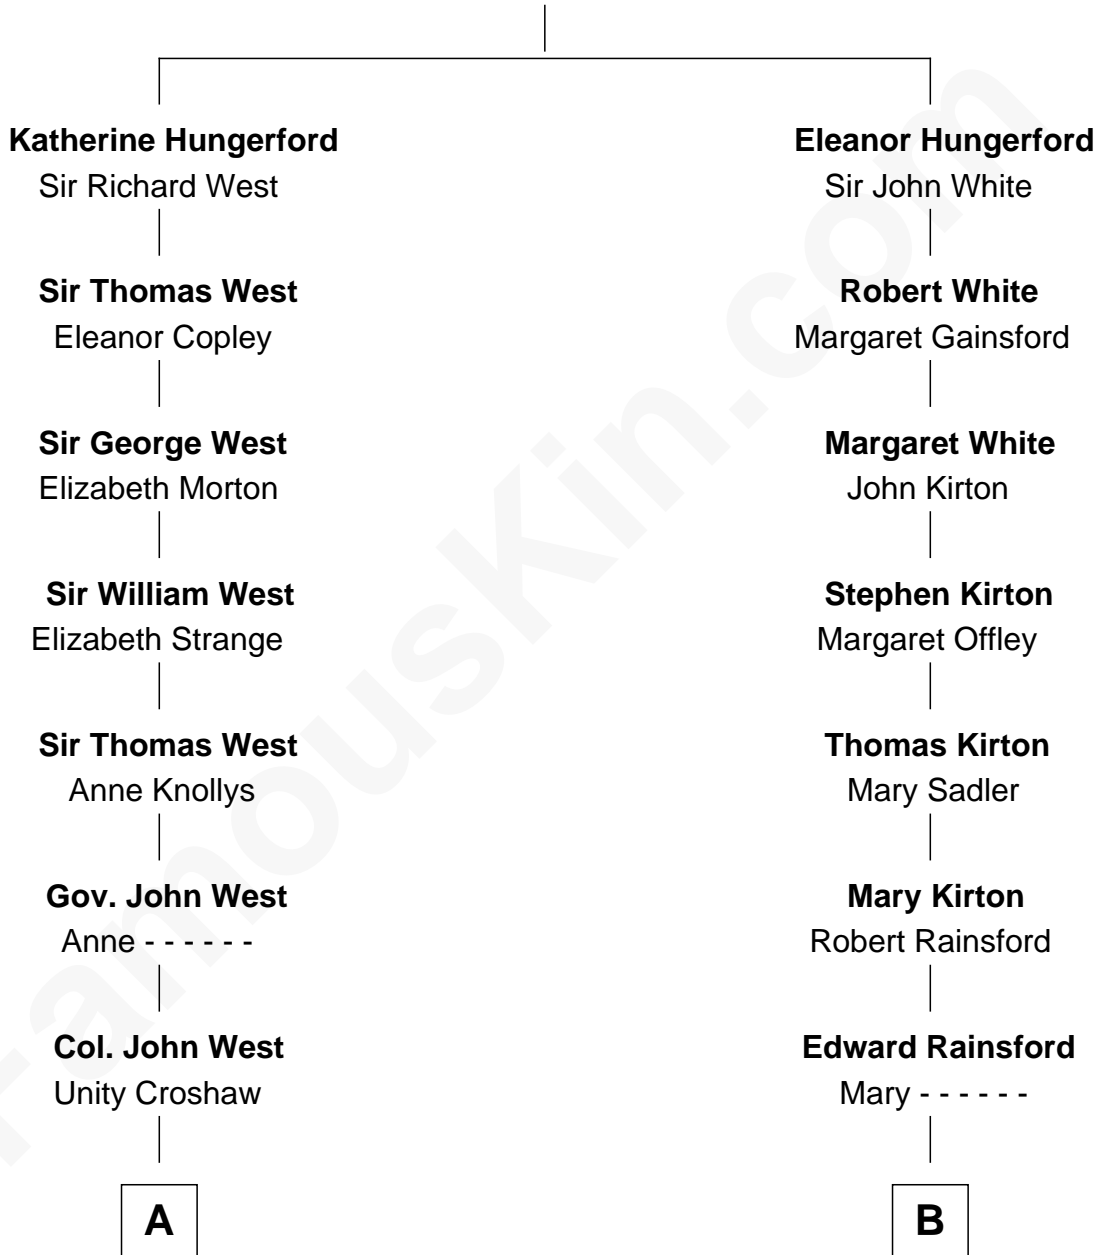 Katherine Hungerford
Sir Richard West
Sir Thomas West
Eleanor Copley
Sir George West
Elizabeth Morton
Sir William West
Elizabeth Strange
Sir Thomas West
Anne Knollys
Gov. John West
Anne - - - - - -
Col. John West
Unity Croshaw
A
Eleanor Hungerford
Sir John White
Robert White
Margaret Gainsford
Margaret White
John Kirton
Stephen Kirton
Margaret Offley
Thomas Kirton
Mary Sadler
Mary Kirton
Robert Rainsford
Edward Rainsford
Mary - - - - - -
B
FamousKin.com